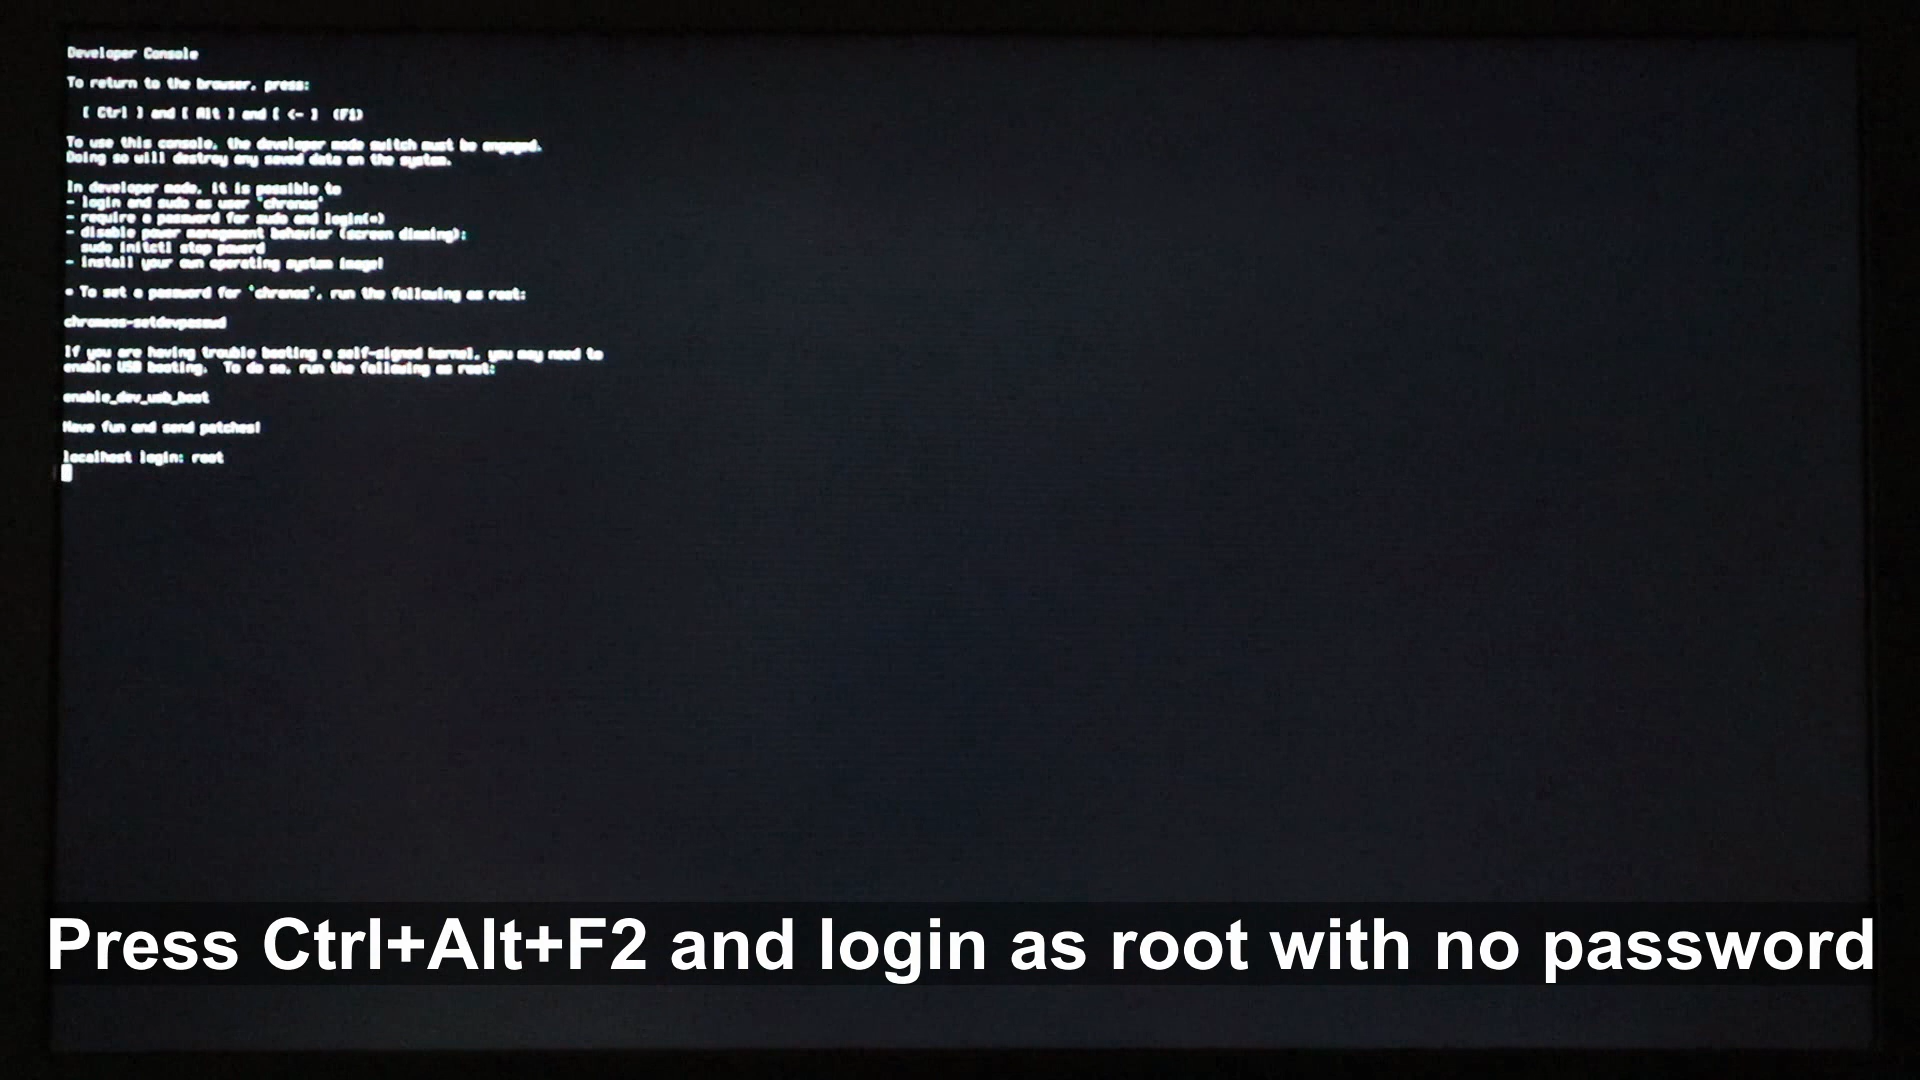 Developer Console
To return to the browser, press:
[ Ctrl ] and [ Alt ] and [ <- ] (F1)
To use this console, the developer mode switch must be engaged.
Doing so will destroy any saved data on the system.
In developer mode, it is possible to
- login and sudo as user 'chronos'
- require a password for sudo and login(*)
- disable power management behavior (screen dimming):
sudo initctl stop powerd
- install your own operating system image!
* To set a password for 'chronos', run the following as root:
chromeos-setdevpasswd
If you are having trouble booting a self-signed kernel, you may need to
enable USB booting. To do so, run the following as root:
enable_dev_usb_boot
Have fun and send patches!
localhost login: root
Press Ctrl+Alt+F2 and login as root with no password